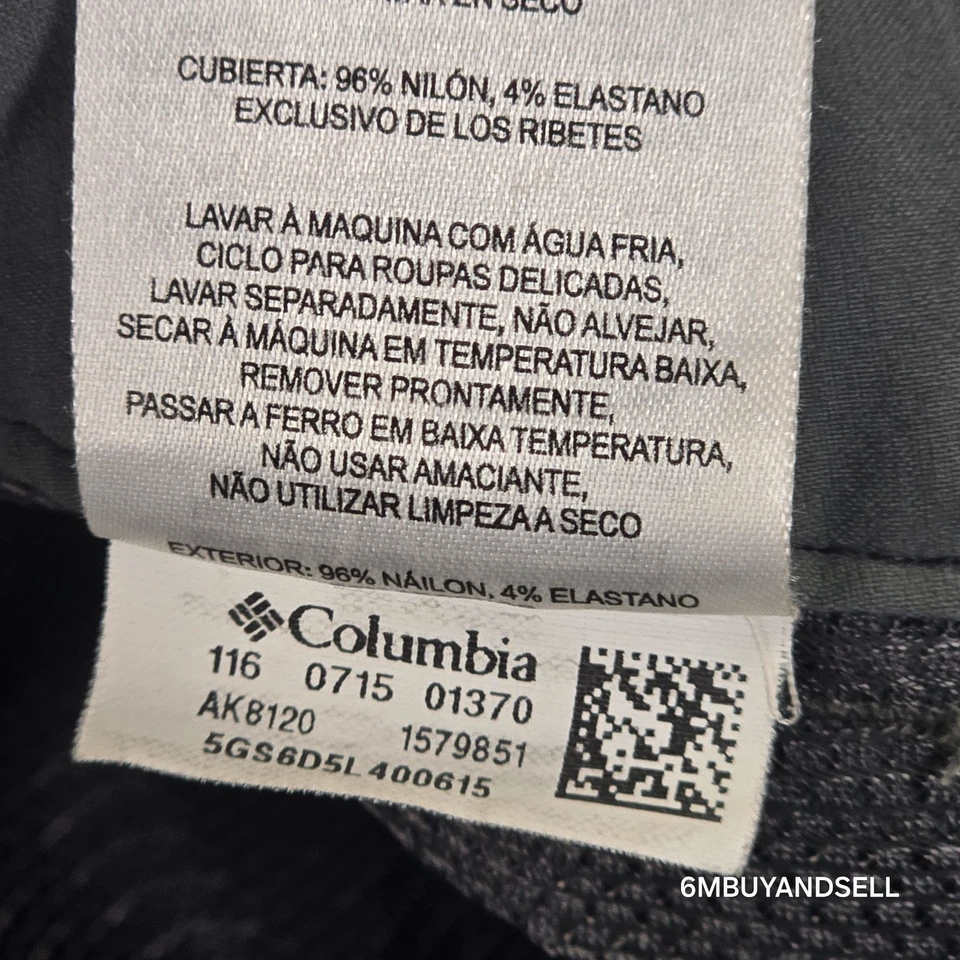 EN SECO
CUBIERTA: 96% NILÓN, 4% ELASTANO
EXCLUSIVO DE LOS RIBETES
LAVAR À MAQUINA COM ÁGUA FRIA,
CICLO PARA ROUPAS DELICADAS,
LAVAR SEPARADAMENTE, NÃO ALVEJAR,
SECAR À MÁQUINA EM TEMPERATURA BAIXA,
REMOVER PRONTAMENTE,
PASSAR A FERRO EM BAIXA TEMPERATURA,
NÃO USAR AMACIANTE,
NÃO UTILIZAR LIMPEZA A SECO
EXTERIOR: 96% NÁILON, 4% ELASTANO
Columbia
116 0715 01370
AK8120 1579851
5GS6D5L400615
6MBUYANDSELL